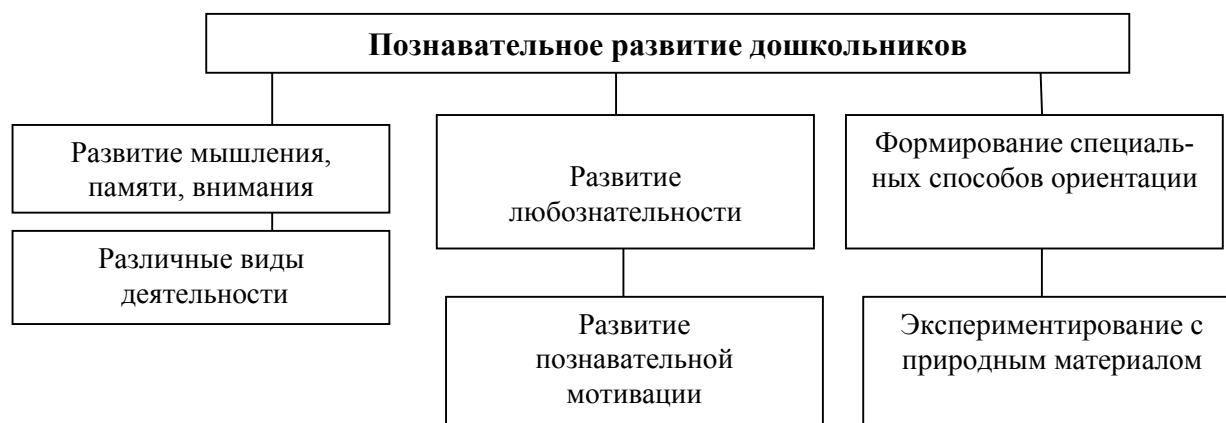 Познавательное развитие дошкольников
Развитие мышления,
памяти, внимания
Различные виды
деятельности
Развитие
любознательности
Развитие
познавательной
мотивации
Формирование специаль-
ных способов ориентации
Экспериментирование с
природным материалом